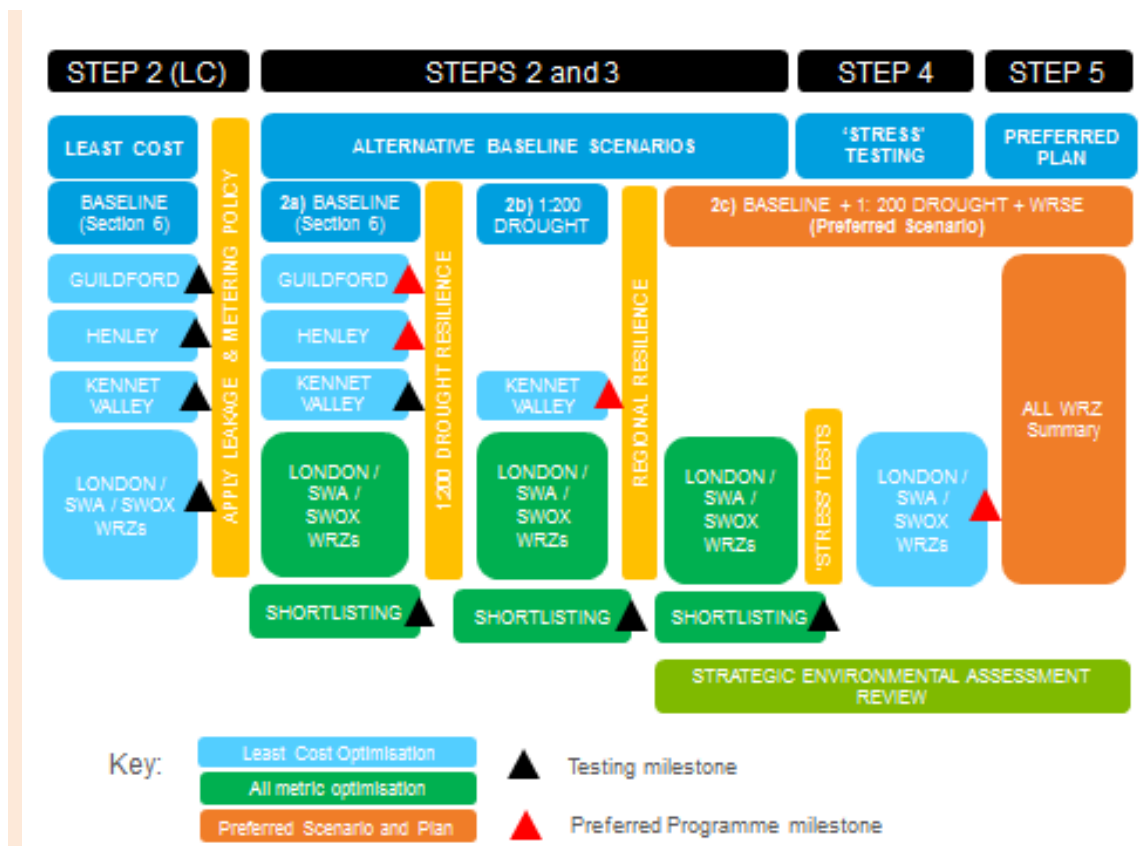 STEP 2 (LC)
STEPS 2 and 3
STEP 4
STEP 5
LEAST COST
ALTERNATIVE BASELINE SCENARIOS
'STRESS'
TESTING
PREFERRED
PLAN
BASELINE
(Section 6)
APPLY LEAKAGE & METERING POLICY
2a) BASELINE
(Section 6)
1:200 DROUGHT RESILIENCE
2b) 1:200
DROUGHT
REGIONAL RESILIENCE
2c) BASELINE + 1: 200 DROUGHT + WRSE
(Preferred Scenario)
GUILDFORD
GUILDFORD
HENLEY
HENLEY
KENNET
VALLEY
KENNET
VALLEY
KENNET
VALLEY
LONDON /
SWA / SWOX
WRZs
LONDON /
SWA /
SWOX
WRZs
LONDON /
SWA /
SWOX
WRZs
LONDON /
SWA /
SWOX
WRZs
'STRESS' TESTS
LONDON /
SWA /
SWOX
WRZs
ALL WRZ
Summary
SHORTLISTING
SHORTLISTING
SHORTLISTING
STRATEGIC ENVIRONMENTAL ASSESSMENT
REVIEW
Key:
Least Cost Optimisation
All metric optimisation
Preferred Scenario and Plan
Testing milestone
Preferred Programme milestone